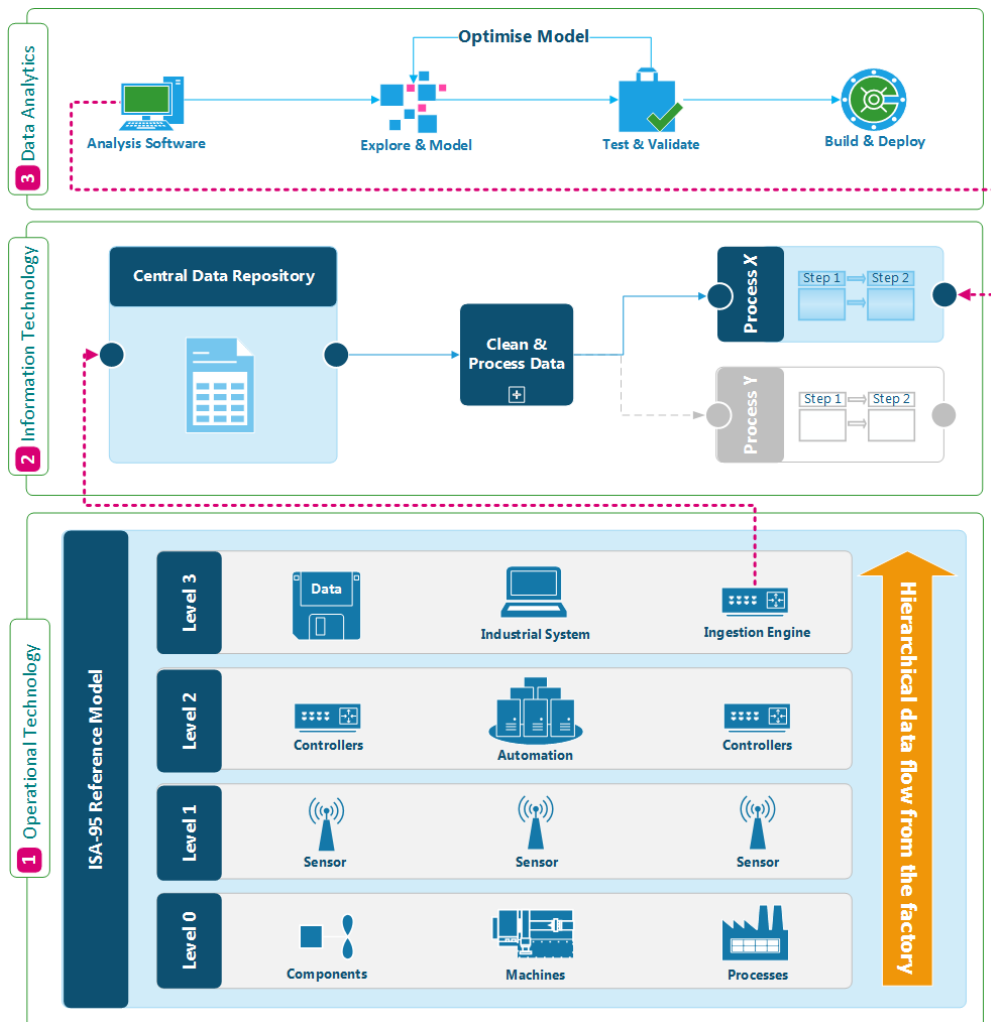 3 Data Analytics
Optimise Model
Analysis Software
Explore & Model
Test & Validate
Build & Deploy
2 Information Technology
Central Data Repository
Clean &
Process Data
Process X
Step 1
Step 2
Process Y
Step 1
Step 2
1 Operational Technology
ISA-95 Reference Model
Level 3
Data
Industrial System
Ingestion Engine
Level 2
Controllers
Automation
Controllers
Level 1
Sensor
Sensor
Sensor
Level 0
Components
Machines
Processes
Hierarchical data flow from the factory